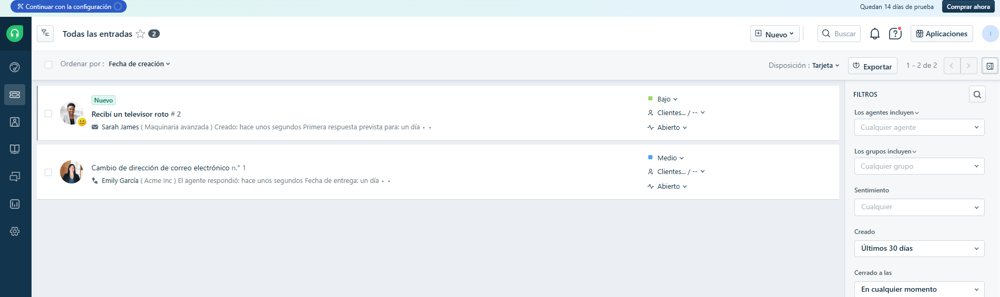 Continuar con la configuración
Quedan 14 días de prueba
Comprar ahora
Todas las entradas
2
Nuevo
Buscar
Aplicaciones
I
Ordenar por : Fecha de creación
Disposición : Tarjeta
Exportar
1 - 2 de 2
Nuevo
Recibí un televisor roto # 2
Sarah James ( Maquinaria avanzada ) Creado: hace unos segundos Primera respuesta prevista para: un día • •
Bajo
Clientes... / --
Abierto
Cambio de dirección de correo electrónico n.° 1
Emily García ( Acme Inc ) El agente respondió: hace unos segundos Fecha de entrega: un día • •
Medio
Clientes... / --
Abierto
FILTROS
Los agentes incluyen
Cualquier agente
Los grupos incluyen
Cualquier grupo
Sentimiento
Cualquier
Creado
Últimos 30 días
Cerrado a las
En cualquier momento